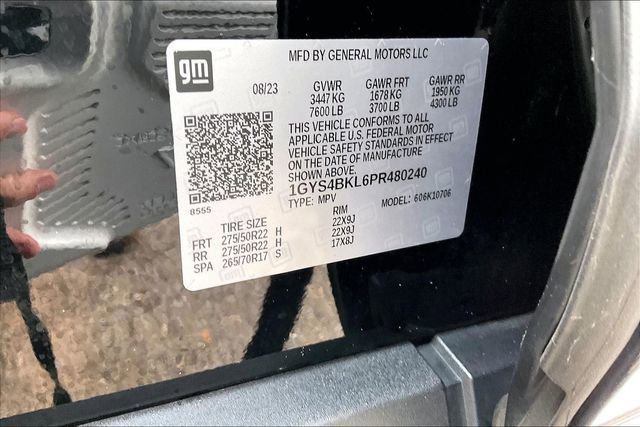 MFD BY GENERAL MOTORS LLC
gm
08/23
GVWR GAWR FRT GAWR RR
3447 KG 1678 KG 1950 KG
7600 LB 3700 LB 4300 LB
THIS VEHICLE CONFORMS TO ALL
APPLICABLE U.S. FEDERAL MOTOR
VEHICLE SAFETY STANDARDS IN EFFECT
ON THE DATE OF MANUFACTURE
SHOWN ABOVE.
1GYS4BKL6PR480240
8555
TYPE: MPV MODEL: 606K10706
TIRE SIZE RIM
FRT 275/50R22 H 22X9J
RR 275/50R22 H 22X9J
SPA 265/70R17 S 17X8J